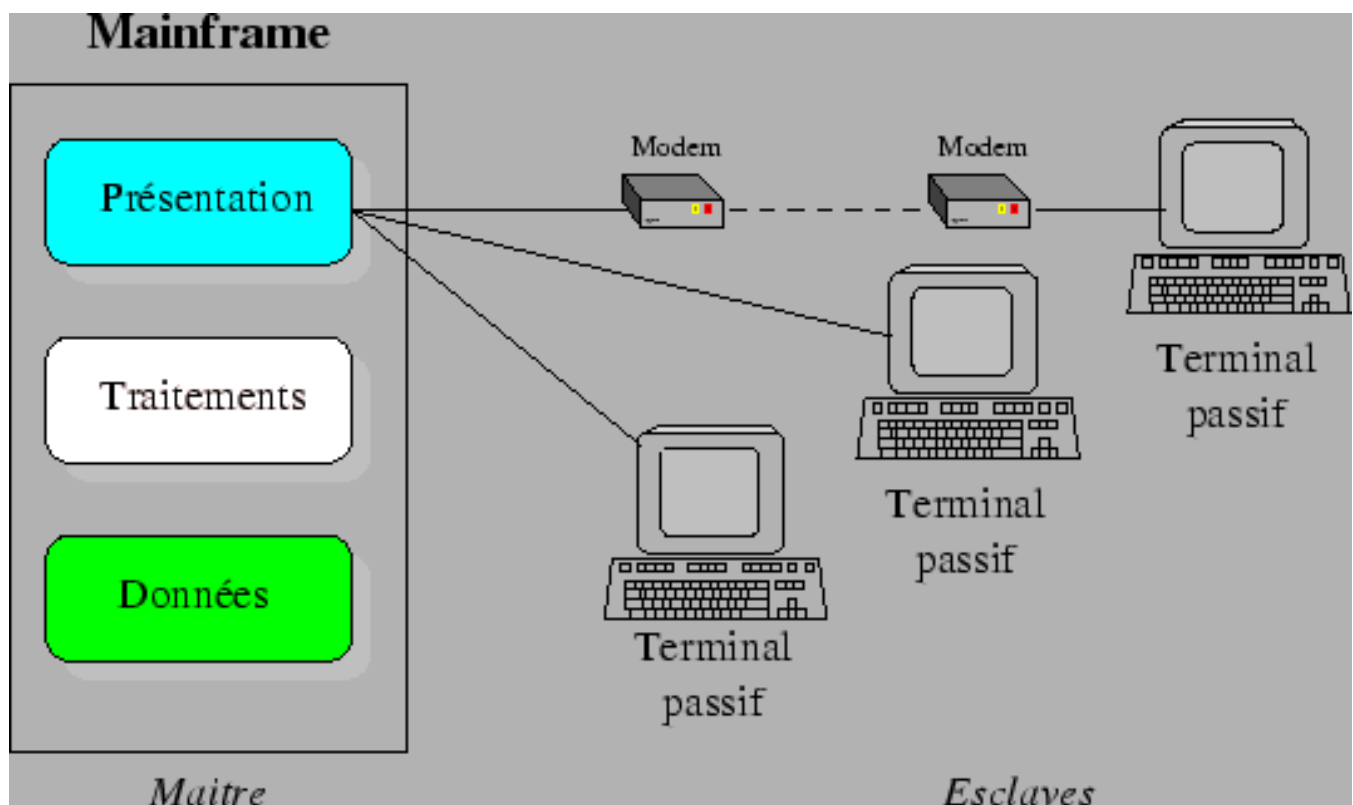 Mainframe
Présentation
Traitements
Données
Modem
Modem
Terminal
passif
Terminal
passif
Terminal
passif
Maitre
Esclaves